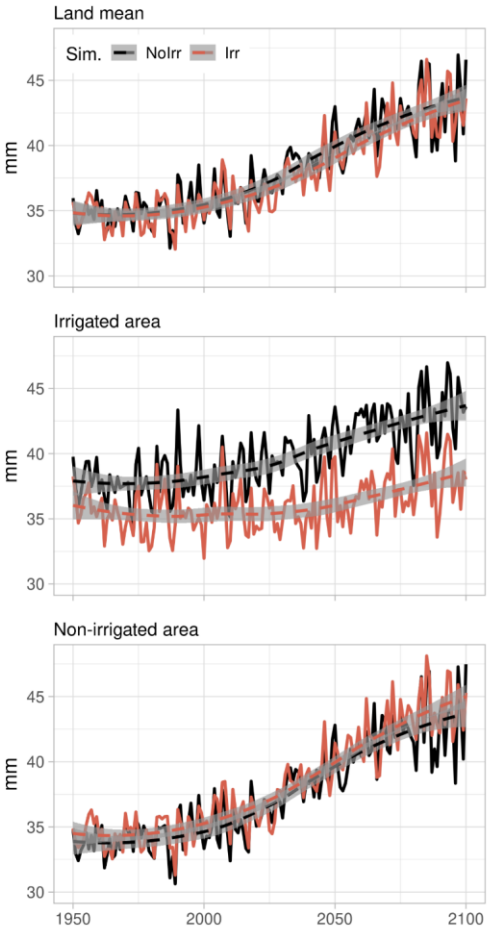 Land mean
Sim. NoIrr Irr
45
40
35
30
mm
Irrigated area
45
40
35
30
mm
Non-irrigated area
45
40
35
30
mm
1950 2000 2050 2100